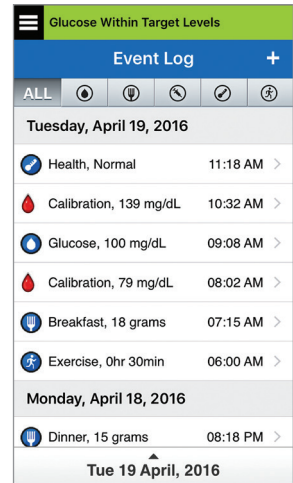 Glucose Within Target Levels
Event Log +
ALL
Tuesday, April 19, 2016
Health, Normal 11:18 AM >
Calibration, 139 mg/dL 10:32 AM >
Glucose, 100 mg/dL 09:08 AM >
Calibration, 79 mg/dL 08:02 AM >
Breakfast, 18 grams 07:15 AM >
Exercise, 0hr 30min 06:00 AM >
Monday, April 18, 2016
Dinner, 15 grams 08:18 PM >
Tue 19 April, 2016